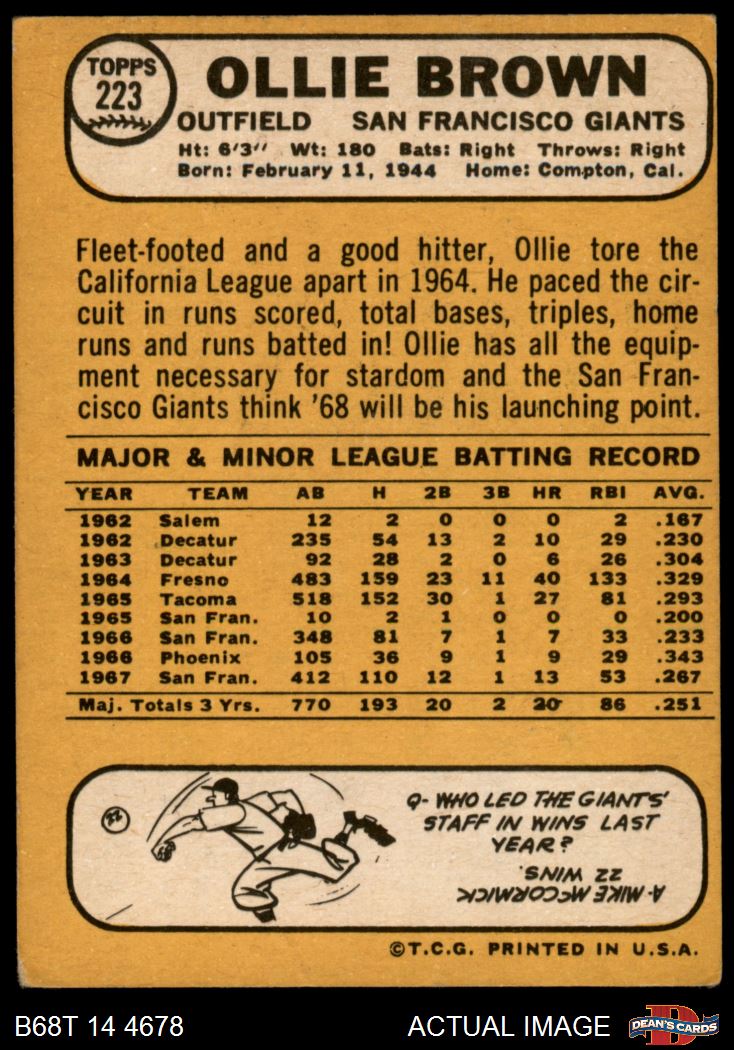 TOPPS
223
OLLIE BROWN
OUTFIELD SAN FRANCISCO GIANTS
Ht: 6'3'' Wt: 180 Bats: Right Throws: Right
Born: February 11, 1944 Home: Compton, Cal.
Fleet-footed and a good hitter, Ollie tore the
California League apart in 1964. He paced the cir-
cuit in runs scored, total bases, triples, home
runs and runs batted in! Ollie has all the equip-
ment necessary for stardom and the San Fran-
cisco Giants think '68 will be his launching point.
MAJOR & MINOR LEAGUE BATTING RECORD
YEAR TEAM AB H 2B 3B HR RBI AVG.
1962 Salem 12 2 0 0 0 2 .167
1962 Decatur 235 54 13 2 10 29 .230
1963 Decatur 92 28 2 0 6 26 .304
1964 Fresno 483 159 23 11 40 133 .329
1965 Tacoma 518 152 30 1 27 81 .293
1965 San Fran. 10 2 1 0 0 0 .200
1966 San Fran. 348 81 7 1 7 33 .233
1966 Phoenix 105 36 9 1 9 29 .343
1967 San Fran. 412 110 12 1 13 53 .267
Maj. Totals 3 Yrs. 770 193 20 2 20 86 .251
22
Q- WHO LED THE GIANTS'
STAFF IN WINS LAST
YEAR?
A-MIKE McCORMICK
22 WINS.
©T.C.G. PRINTED IN U.S.A.
B68T 14 4678 ACTUAL IMAGE
D
DEAN'S CARDS